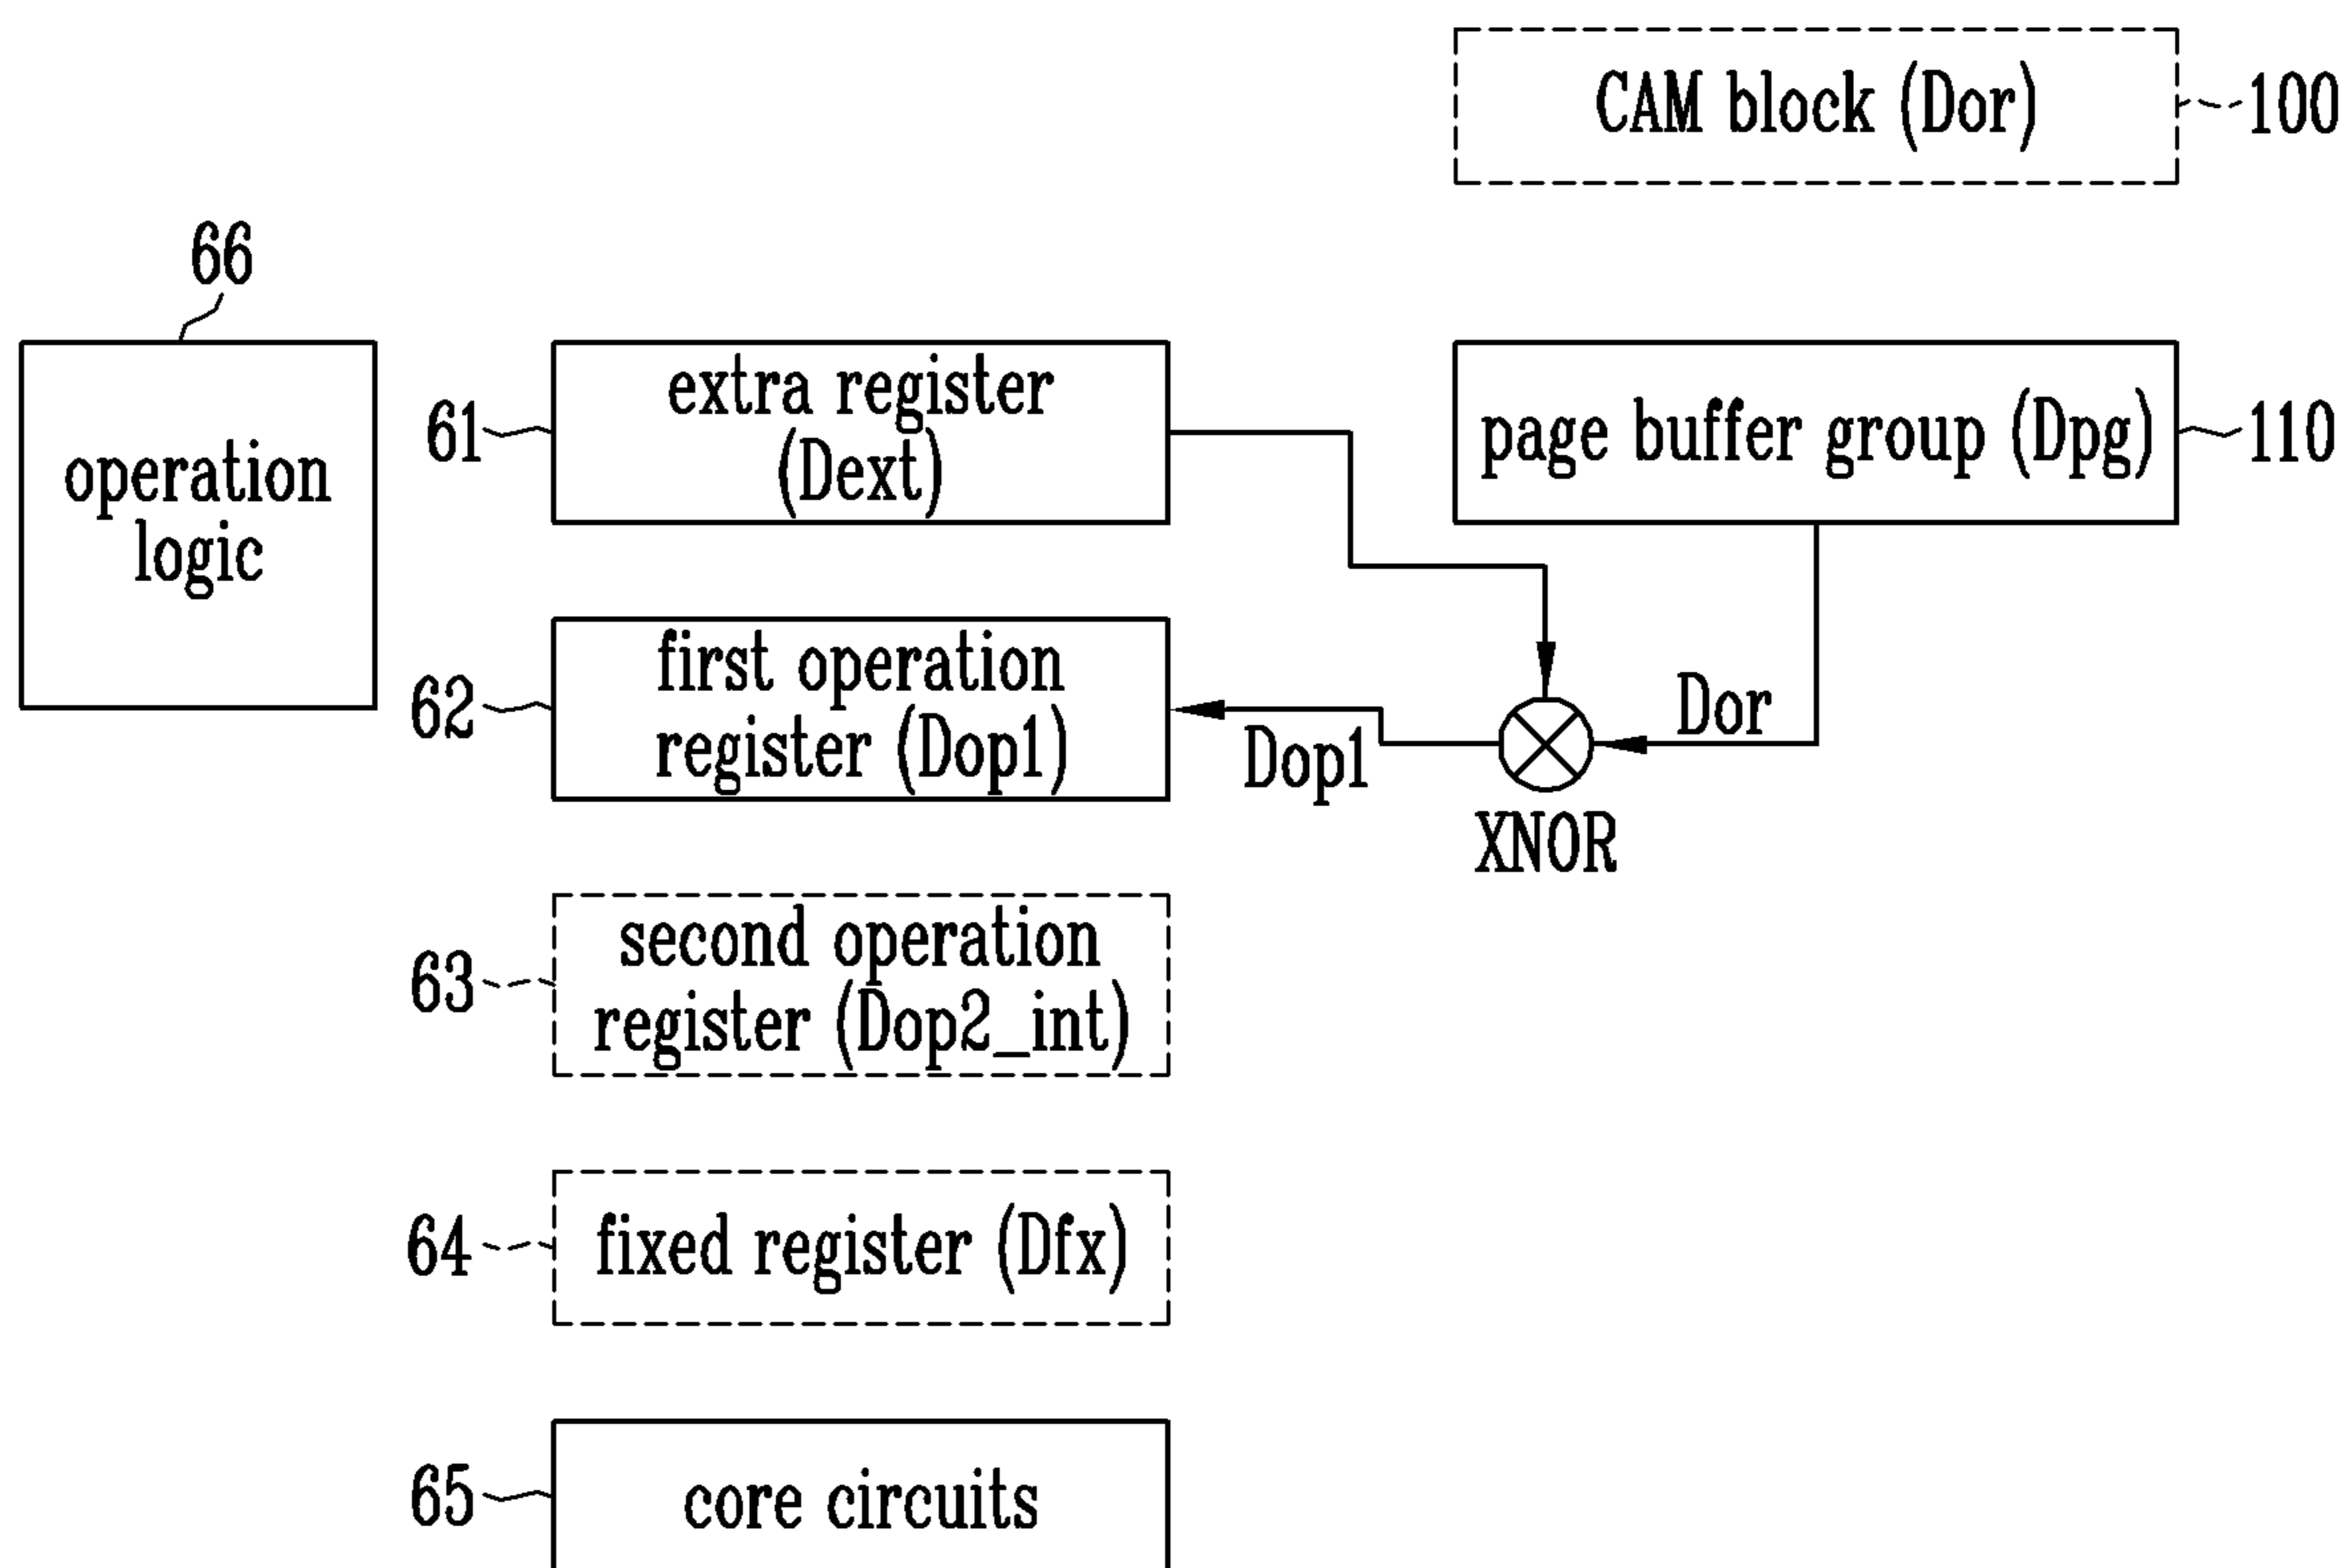 CAM block (Dor)
100
66
operation
logic
61
extra register
(Dext)
page buffer group (Dpg)
110
62
first operation
register (Dop1)
Dop1
Dor
XNOR
63
second operation
register (Dop2_int)
64
fixed register (Dfx)
65
core circuits